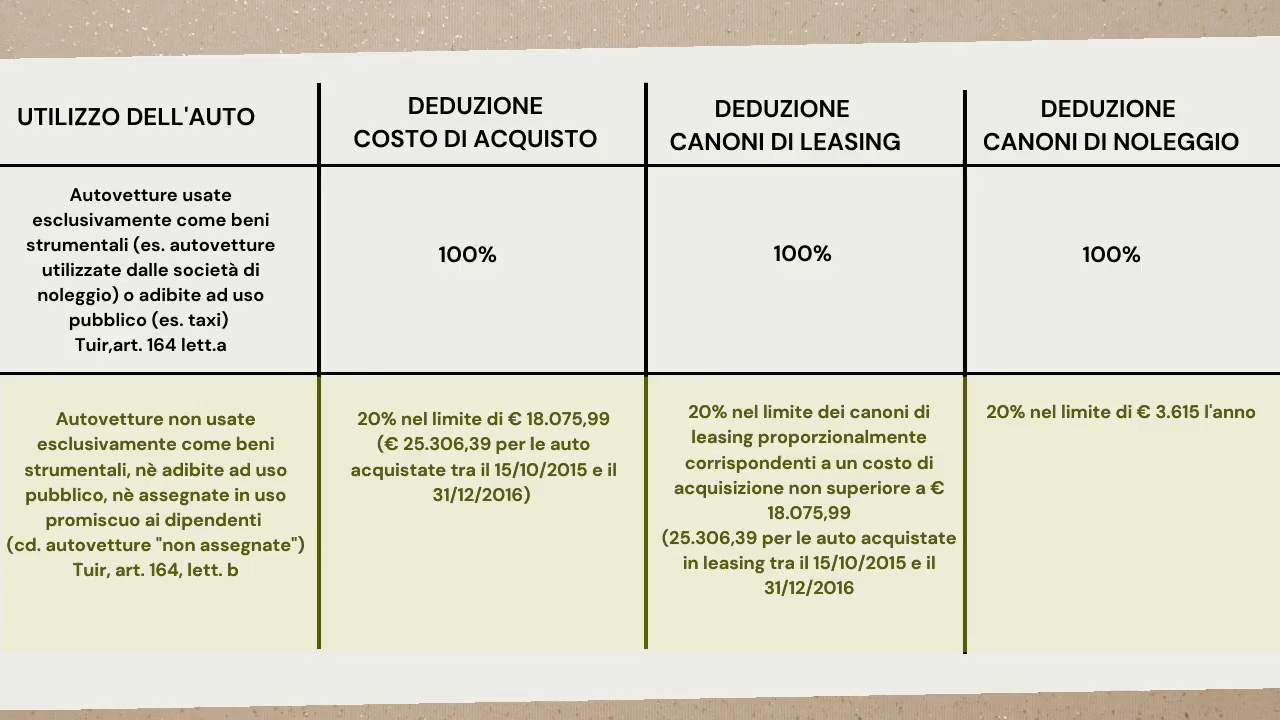 UTILIZZO DELL'AUTO
DEDUZIONE
COSTO DI ACQUISTO
DEDUZIONE
CANONI DI LEASING
DEDUZIONE
CANONI DI NOLEGGIO
Autovetture usate
esclusivamente come beni
strumentali (es. autovetture
utilizzate dalle società di
noleggio) o adibite ad uso
pubblico (es. taxi)
Tuir,art. 164 lett.a
100%
100%
100%
Autovetture non usate
esclusivamente come beni
strumentali, nè adibite ad uso
pubblico, nè assegnate in uso
promiscuo ai dipendenti
(cd. autovetture "non assegnate")
Tuir, art. 164, lett. b
20% nel limite di € 18.075,99
(€ 25.306,39 per le auto
acquistate tra il 15/10/2015 e il
31/12/2016)
20% nel limite dei canoni di
leasing proporzionalmente
corrispondenti a un costo di
acquisizione non superiore a €
18.075,99
(25.306,39 per le auto acquistate
in leasing tra il 15/10/2015 e il
31/12/2016
20% nel limite di € 3.615 l'anno